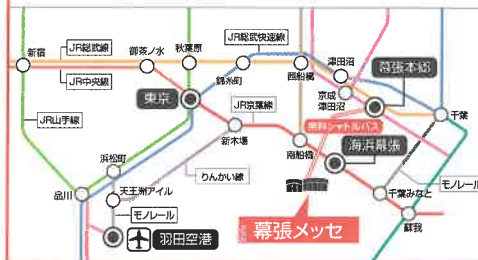 JR総武快速線
新宿
JR総武線
御茶ノ水
秋葉原
錦糸町
西船橋
津田沼
幕張本郷
JR中央線
東京
京成
津田沼
千葉
JR京葉線
無料シャトルバス
JR山手線
新木場
南船橋
海浜幕張
浜松町
りんかい線
モノレール
品川
天王洲アイル
千葉みなと
モノレール
幕張メッセ
蘇我
羽田空港